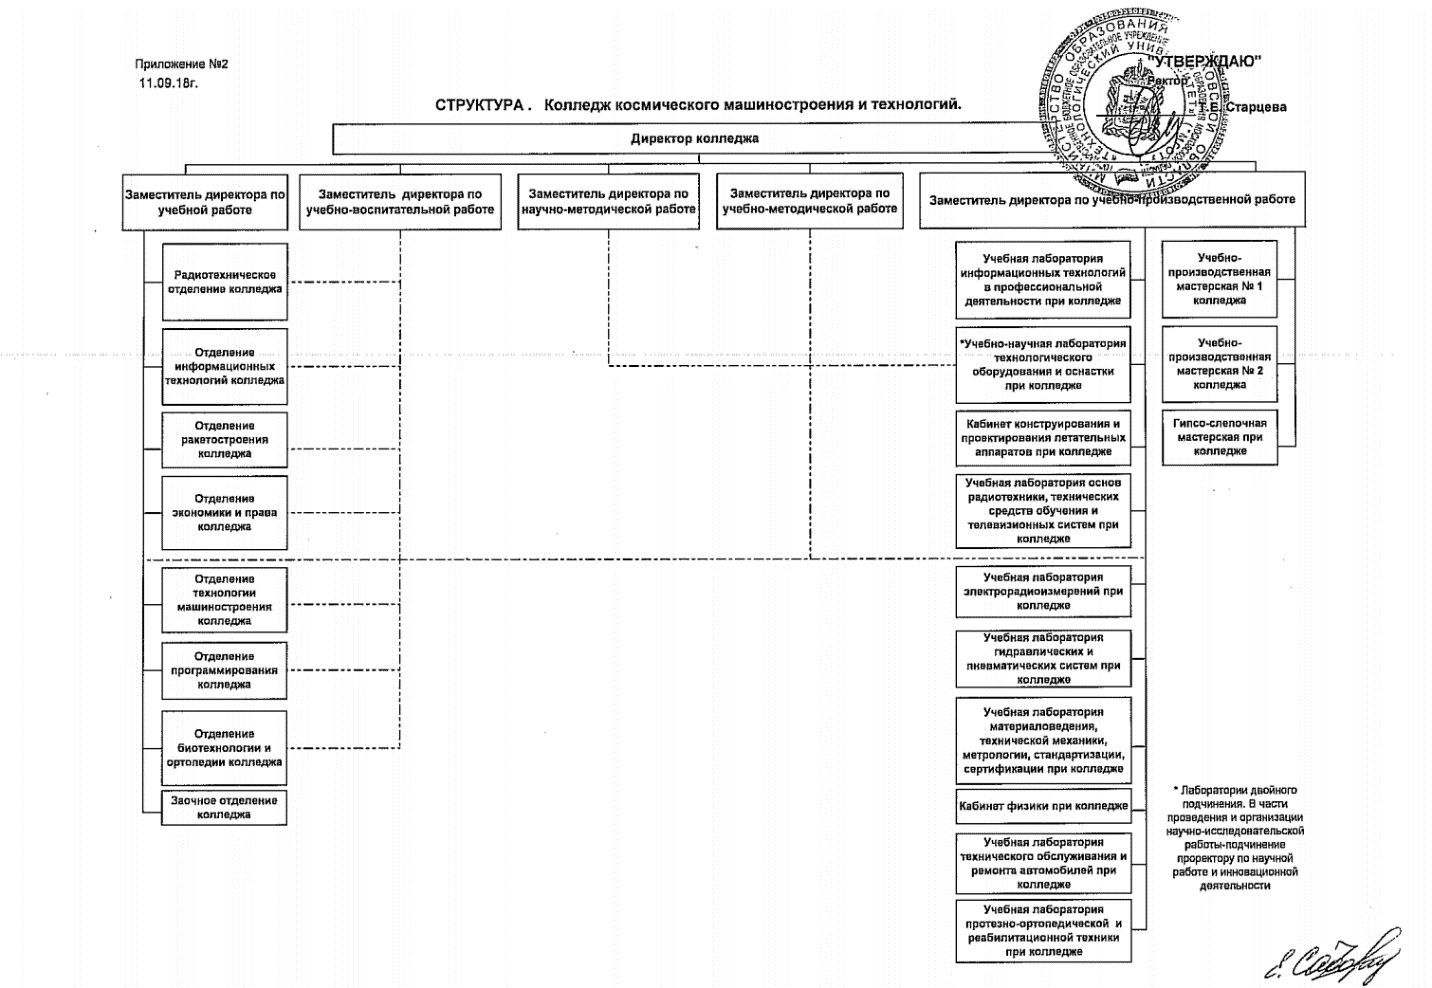 Приложение №2
11.09.18г.
"УТВЕРЖДАЮ"
Ректор
Т.Е. Старцева
СТРУКТУРА . Колледж космического машиностроения и технологий.
Директор колледжа
Заместитель директора по
учебной работе
Заместитель директора по
учебно-воспитательной работе
Заместитель директора по
научно-методической работе
Заместитель директора по
учебно-методической работе
Заместитель директора по учебно-производственной работе
Радиотехническое
отделение колледжа
Отделение
информационных
технологий колледжа
Отделение
ракетостроения
колледжа
Отделение
экономики и права
колледжа
Отделение
технологии
машиностроения
колледжа
Отделение
программирования
колледжа
Отделение
биотехнологии и
ортопедии колледжа
Заочное отделение
колледжа
Учебная лаборатория
информационных технологий
в профессиональной
деятельности при колледже
*Учебно-научная лаборатория
технологического
оборудования и оснастки
при колледже
Кабинет конструирования и
проектирования летательных
аппаратов при колледже
Учебная лаборатория основ
радиотехники, технических
средств обучения и
телевизионных систем при
колледже
Учебная лаборатория
электрорадиоизмерений при
колледже
Учебная лаборатория
гидравлических и
пневматических систем при
колледже
Учебная лаборатория
материаловедения,
технической механики,
метрологии, стандартизации,
сертификации при колледже
Кабинет физики при колледже
Учебная лаборатория
технического обслуживания и
ремонта автомобилей при
колледже
Учебная лаборатория
протезно-ортопедической и
реабилитационной техники
при колледже
Учебно-
производственная
мастерская № 1
колледжа
Учебно-
производственная
мастерская № 2
колледжа
Гипсо-слепочная
мастерская при
колледже
* Лаборатории двойного
подчинения. В части
проведения и организации
научно-исследовательской
работы-подчинение
проректору по научной
работе и инновационной
деятельности